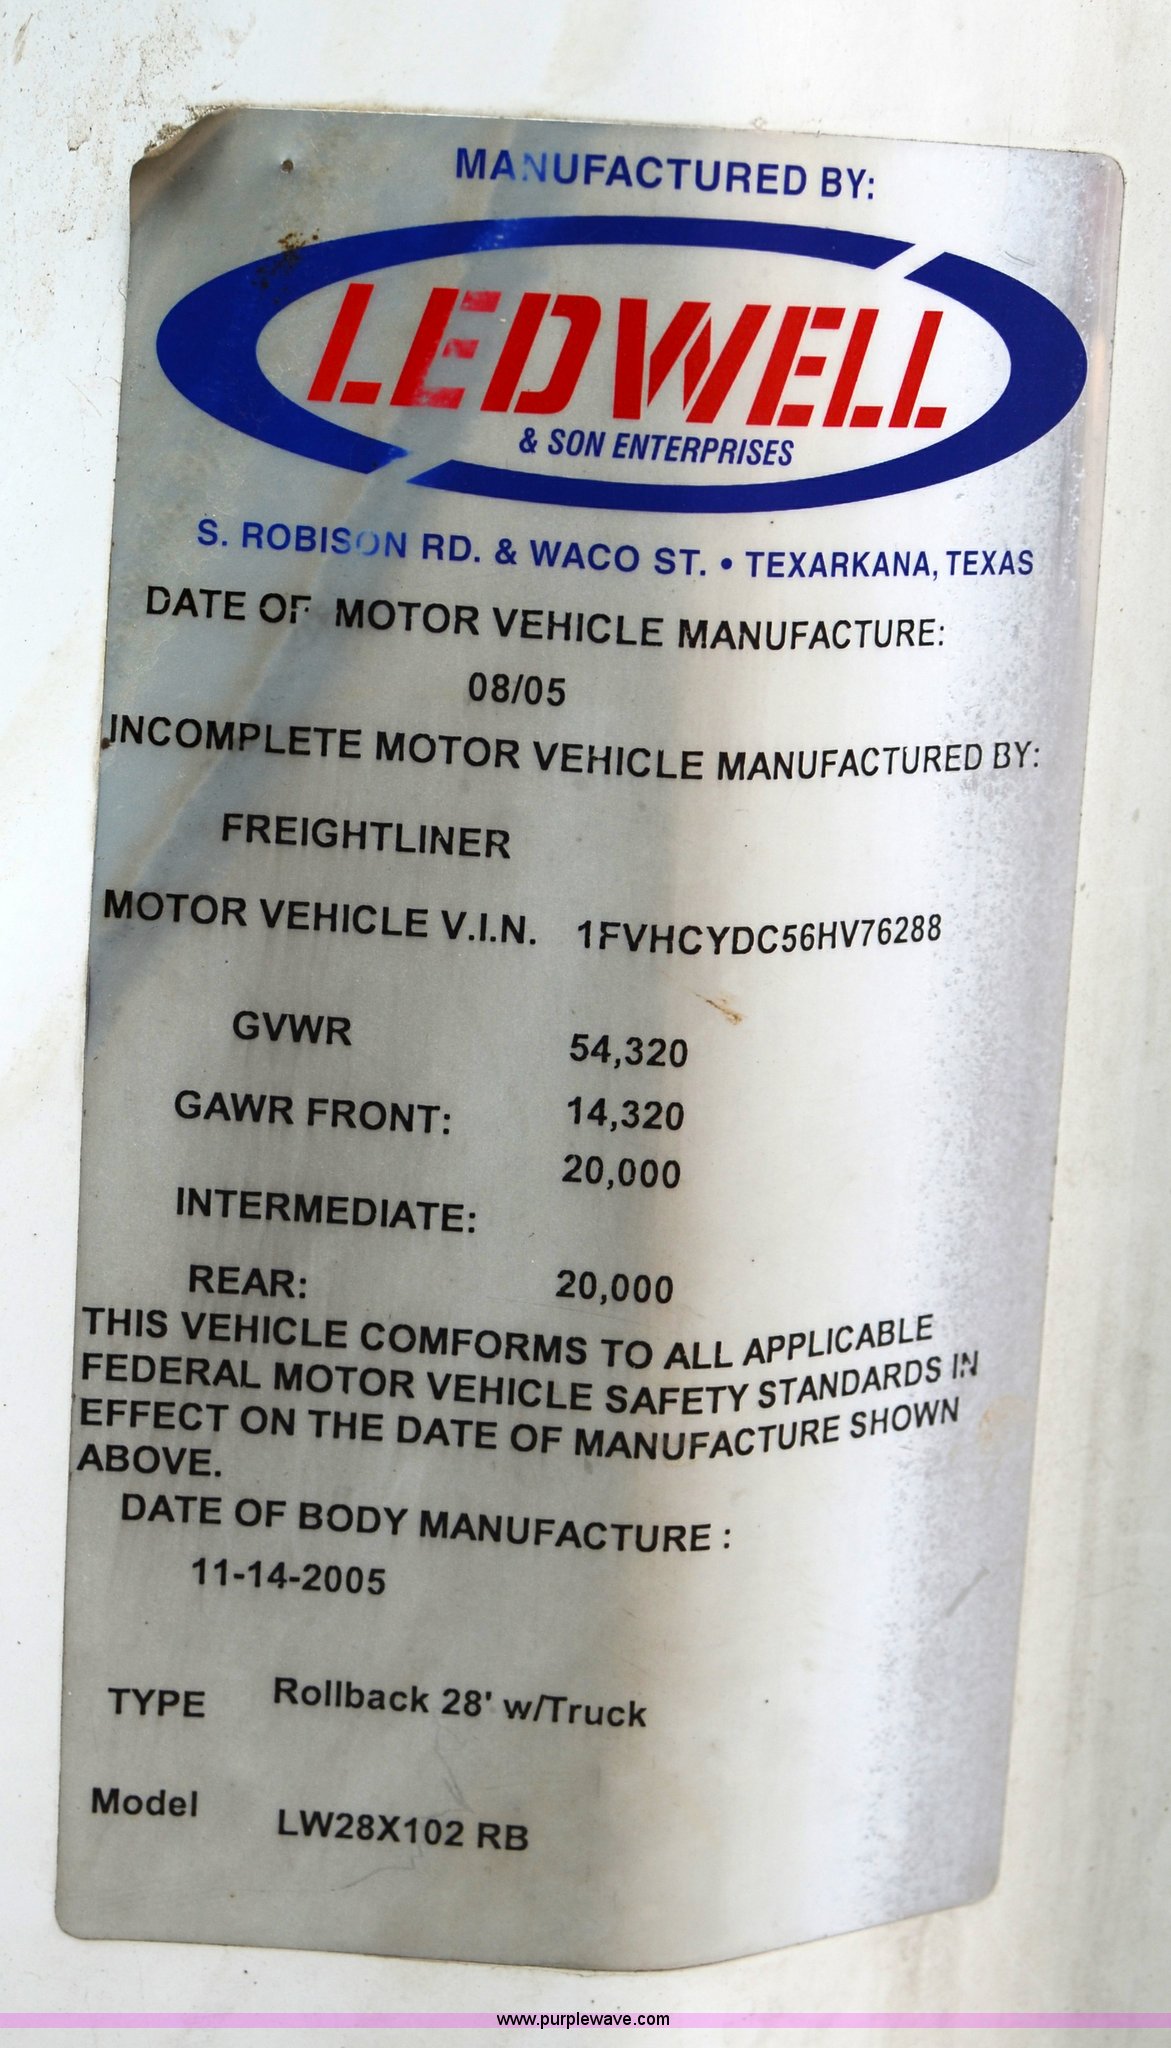 MANUFACTURED BY:
LEDWELL
& SON ENTERPRISES
S. ROBISON RD. & WACO ST. • TEXARKANA, TEXAS
DATE OF MOTOR VEHICLE MANUFACTURE:
08/05
INCOMPLETE MOTOR VEHICLE MANUFACTURED BY:
FREIGHTLINER
MOTOR VEHICLE V.I.N. 1FVHCYDC56HV76288
GVWR 54,320
GAWR FRONT: 14,320
20,000
INTERMEDIATE:
REAR: 20,000
THIS VEHICLE COMFORMS TO ALL APPLICABLE
FEDERAL MOTOR VEHICLE SAFETY STANDARDS IN
EFFECT ON THE DATE OF MANUFACTURE SHOWN
ABOVE.
DATE OF BODY MANUFACTURE :
11-14-2005
TYPE Rollback 28' w/Truck
Model LW28X102 RB
www.purplewave.com